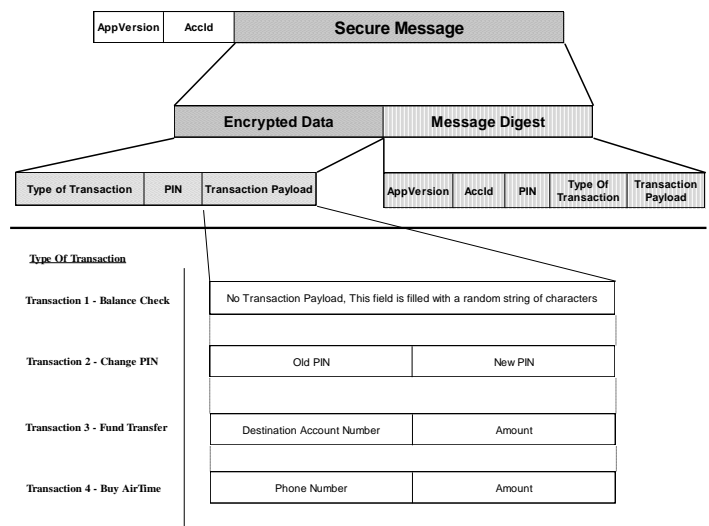 AppVersion AccId Secure Message
Encrypted Data Message Digest
Type of Transaction PIN Transaction Payload AppVersion AccId PIN Type Of Transaction Transaction Payload
Type Of Transaction
Transaction 1 - Balance Check No Transaction Payload, This field is filled with a random string of characters
Transaction 2 - Change PIN Old PIN New PIN
Transaction 3 - Fund Transfer Destination Account Number Amount
Transaction 4 - Buy AirTime Phone Number Amount